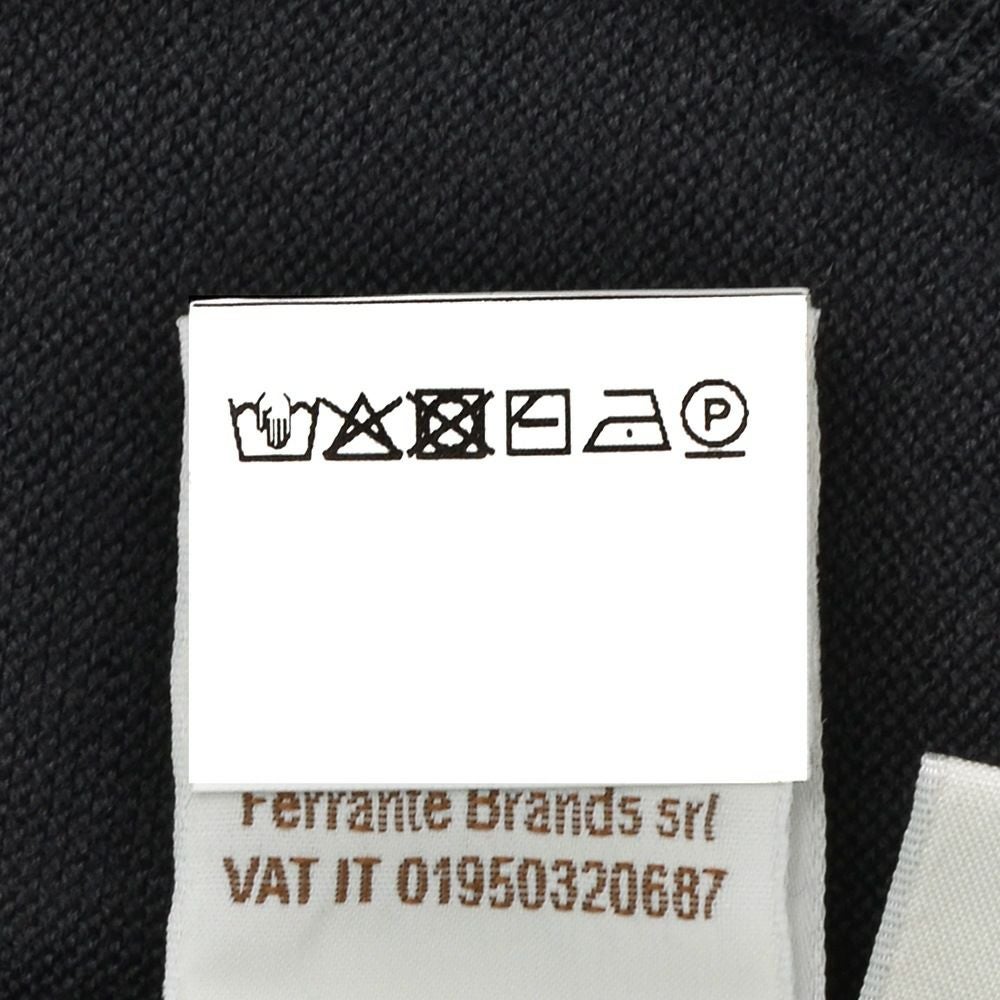 P
Ferrante Brands srl
VAT IT 01950320687